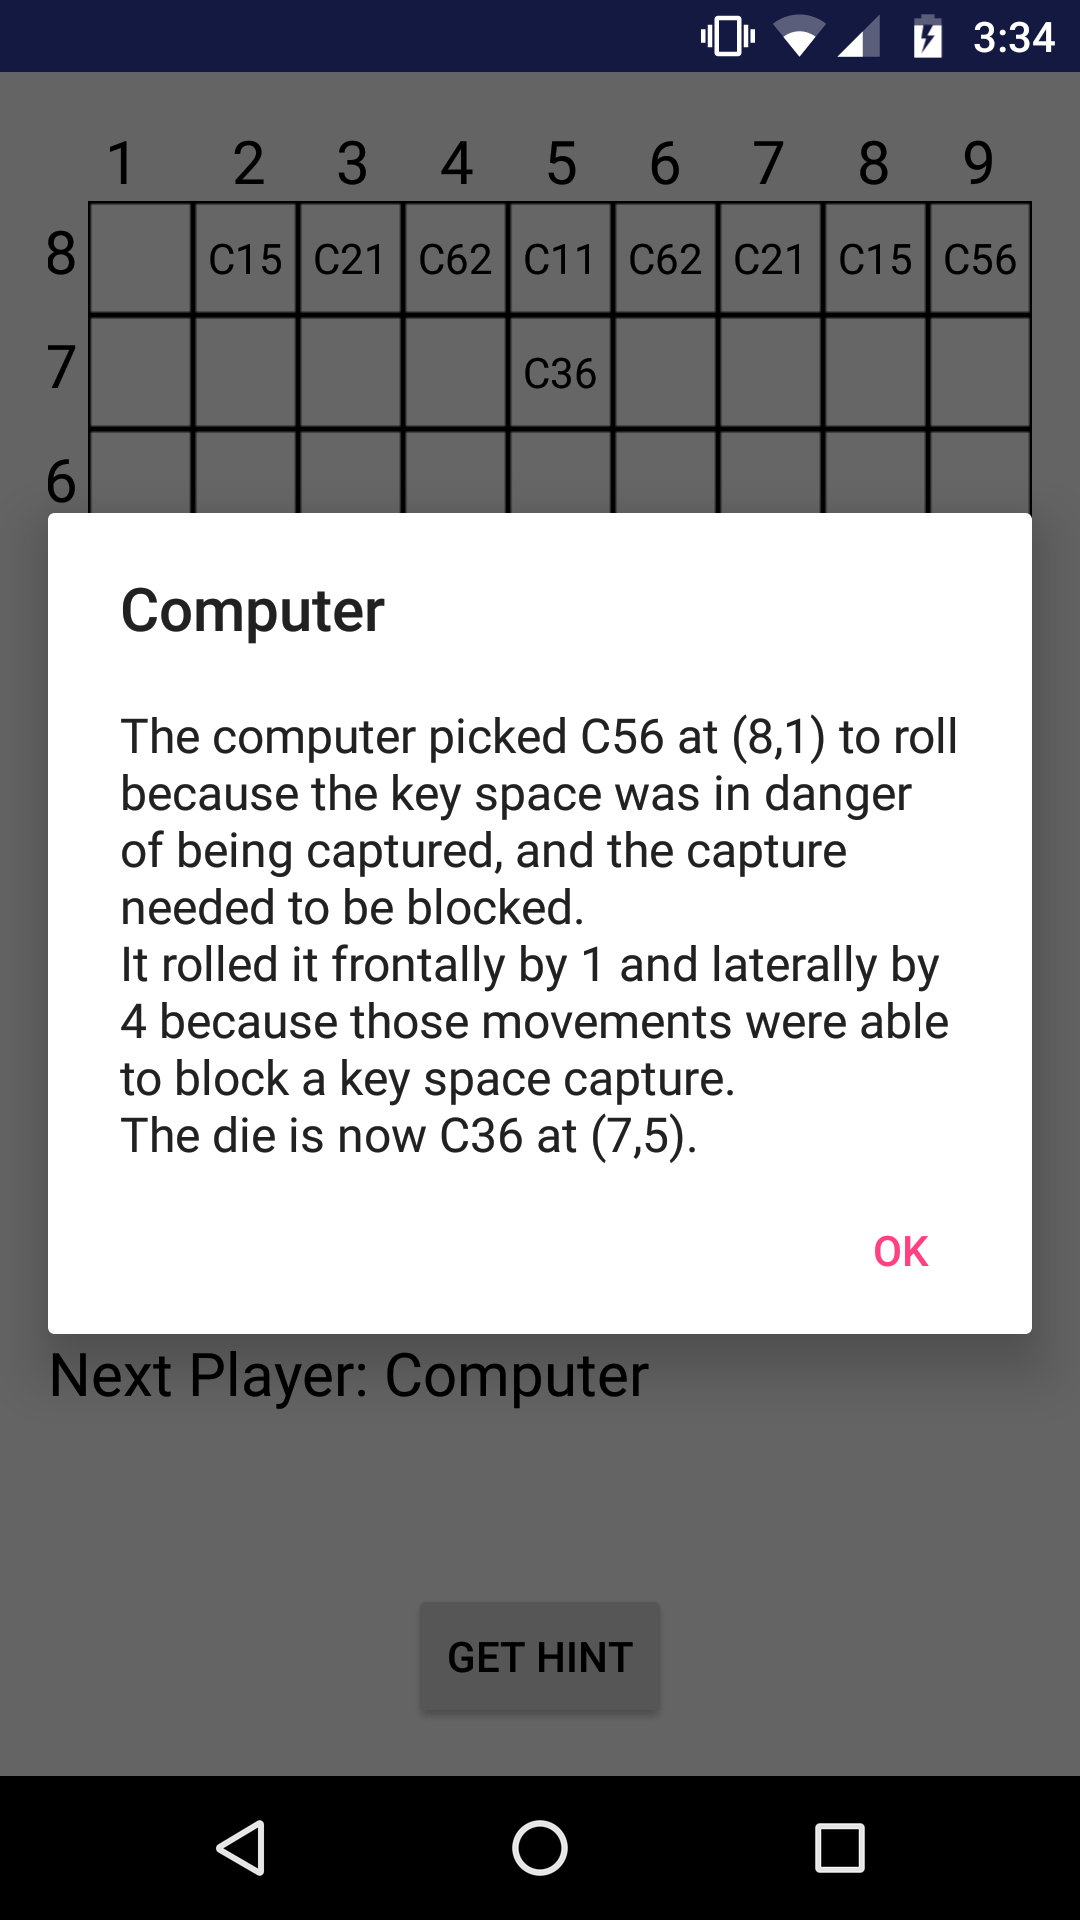 3:34
1 2 3 4 5 6 7 8 9
8 C15 C21 C62 C11 C62 C21 C15 C56
7 C36
6
Computer
The computer picked C56 at (8,1) to roll
because the key space was in danger
of being captured, and the capture
needed to be blocked.
It rolled it frontally by 1 and laterally by
4 because those movements were able
to block a key space capture.
The die is now C36 at (7,5).
OK
Next Player: Computer
GET HINT